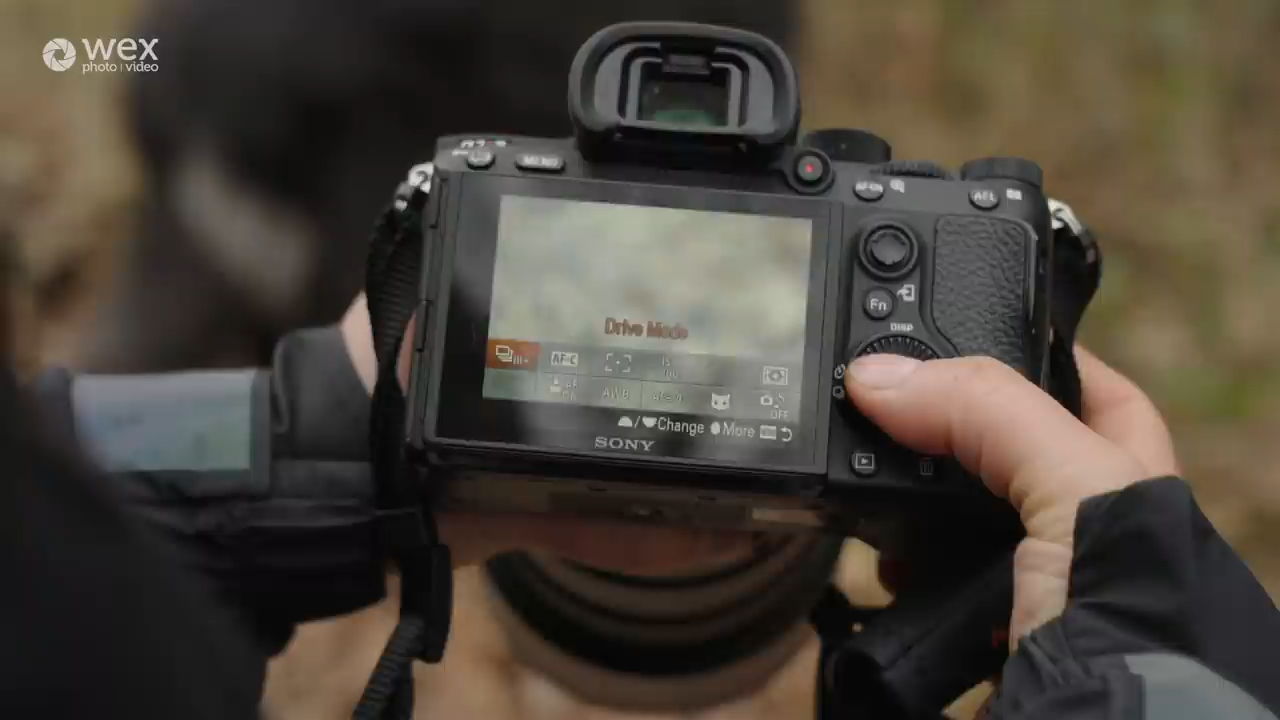 wex
photo | video
MENU
AF-ON
AEL
Fn
DISP
Drive Mode
AF-C
AWB
OFF
/ Change More
SONY